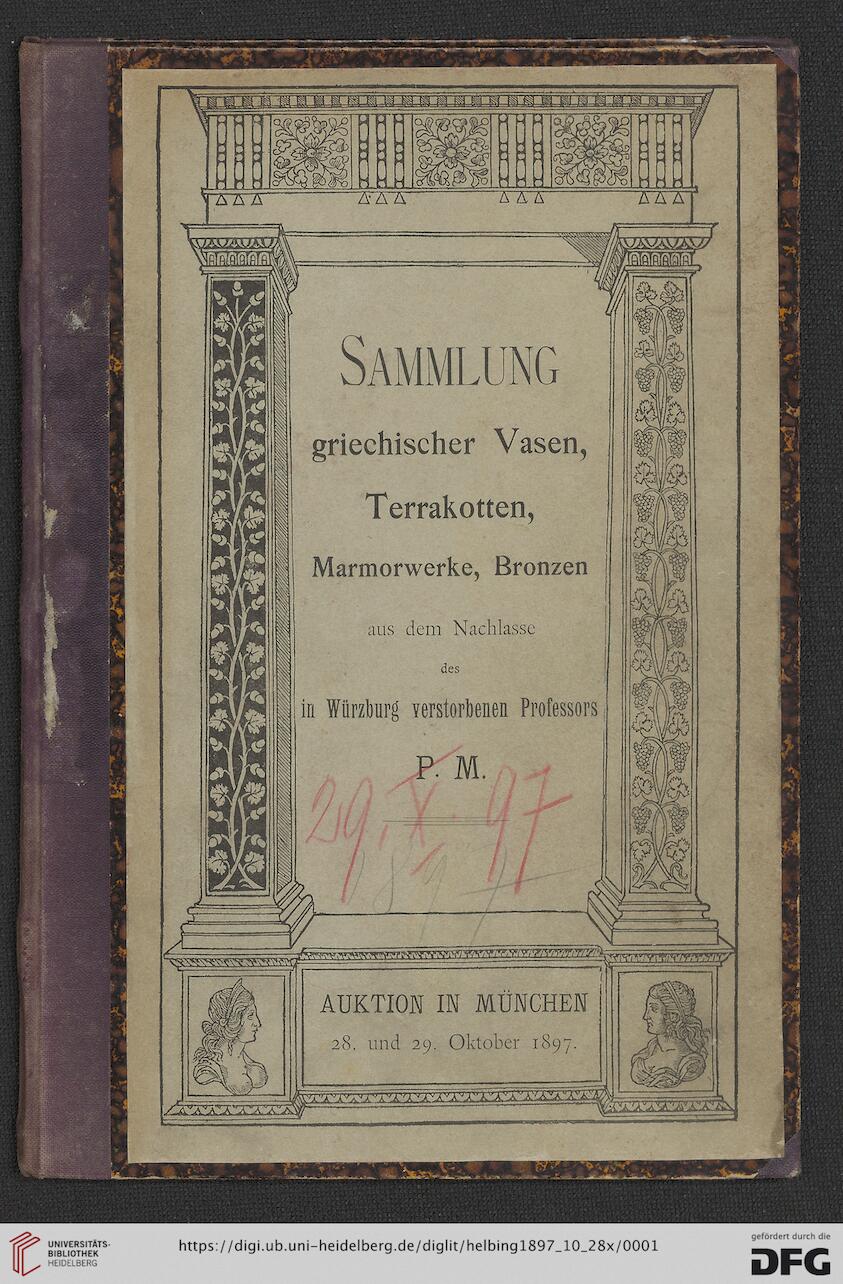 SAMMLUNG
griechischer Vasen,
Terrakotten,
Marmorwerke, Bronzen
aus dem Nachlasse
des
in Würzburg verstorbenen Professors
P. M.
29. X. 97
1897
AUKTION IN MÜNCHEN
28. und 29. Oktober 1897.
UNIVERSITÄTS-
BIBLIOTHEK
HEIDELBERG
https://digi.ub.uni-heidelberg.de/diglit/helbing1897_10_28x/0001
gefördert durch die
DFG